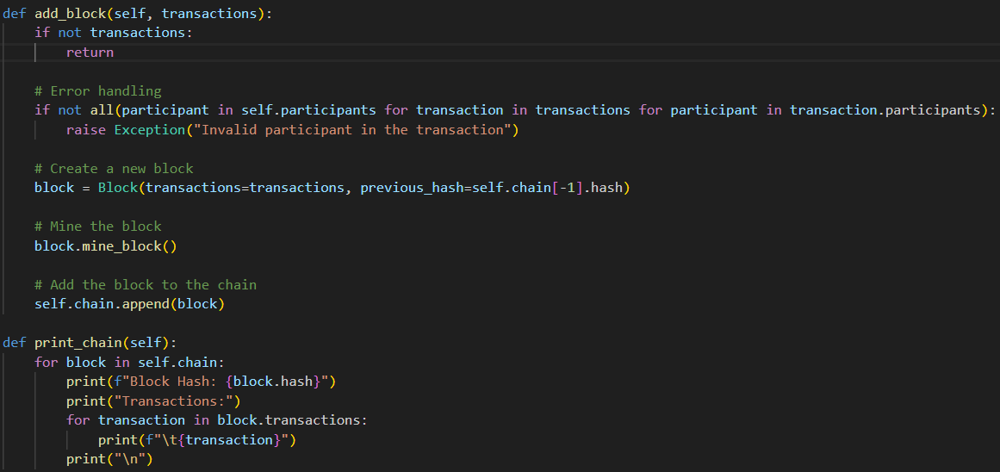 def add_block(self, transactions):
    if not transactions:
        return

    # Error handling
    if not all(participant in self.participants for transaction in transactions for participant in transaction.participants):
        raise Exception("Invalid participant in the transaction")

    # Create a new block
    block = Block(transactions=transactions, previous_hash=self.chain[-1].hash)

    # Mine the block
    block.mine_block()

    # Add the block to the chain
    self.chain.append(block)

def print_chain(self):
    for block in self.chain:
        print(f"Block Hash: {block.hash}")
        print("Transactions:")
        for transaction in block.transactions:
            print(f"\t{transaction}")
        print("\n")